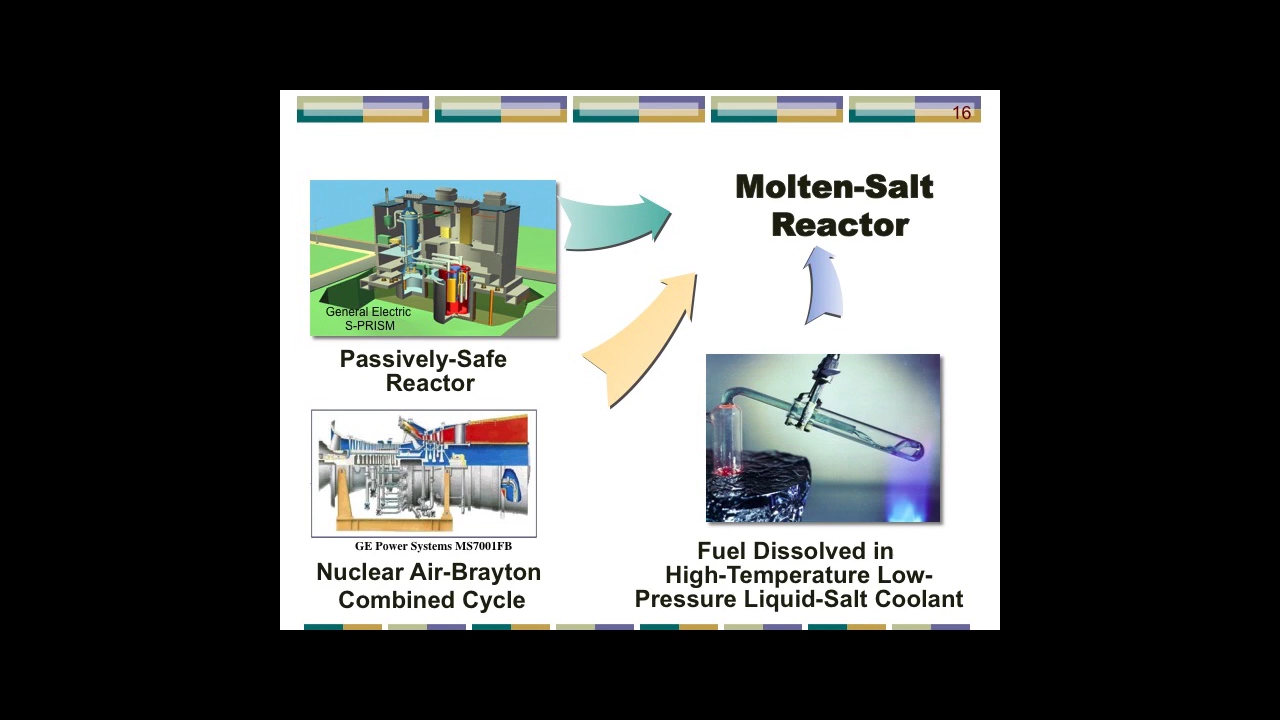 16
Molten-Salt
Reactor
General Electric
S-PRISM
Passively-Safe
Reactor
GE Power Systems MS7001FB
Nuclear Air-Brayton
Combined Cycle
Fuel Dissolved in
High-Temperature Low-
Pressure Liquid-Salt Coolant